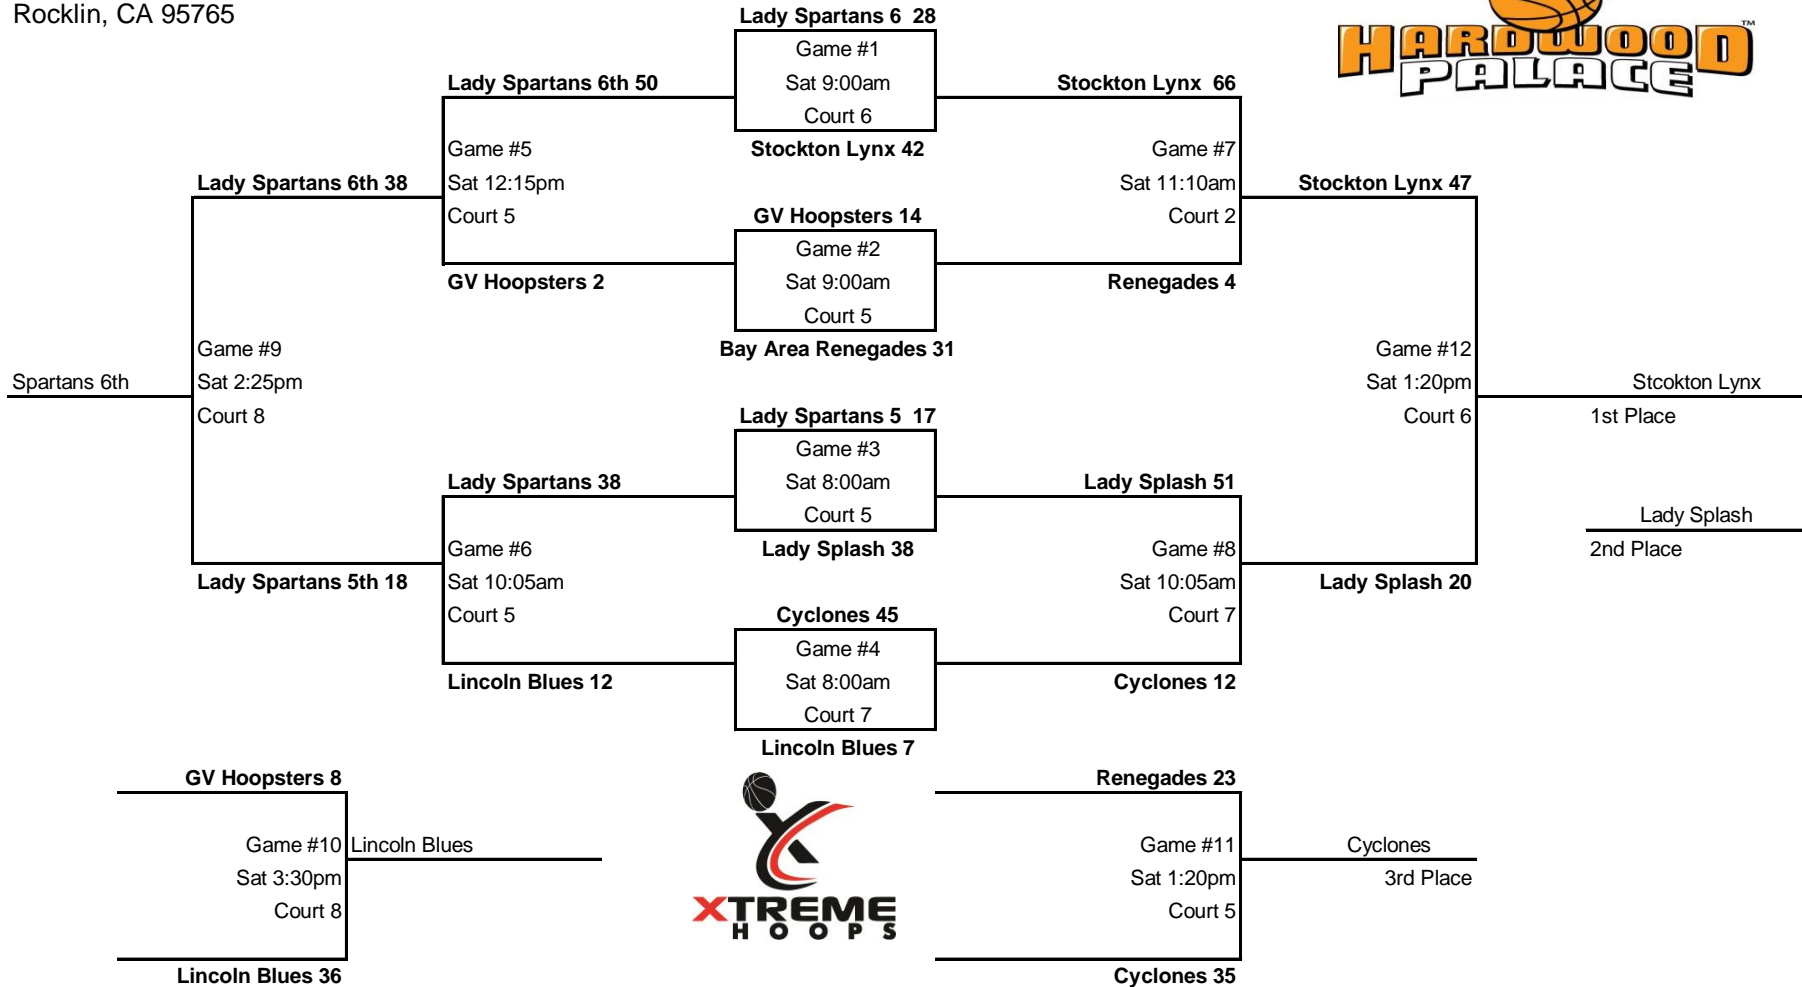 Rocklin, CA 95765
HARDWOOD
PALACE
TM
Lady Spartans 6  28
Game #1
Sat 9:00am
Court 6
Stockton Lynx 42
Lady Spartans 6th 50
Game #5
Sat 12:15pm
Court 5
GV Hoopsters 2
Stockton Lynx  66
Game #7
Sat 11:10am
Court 2
Renegades 4
Lady Spartans 6th 38
Stockton Lynx 47
GV Hoopsters 14
Game #2
Sat 9:00am
Court 5
Bay Area Renegades 31
Spartans 6th
Game #9
Sat 2:25pm
Court 8
Lady Spartans 5th 18
Game #12
Sat 1:20pm
Court 6
Lady Splash 20
Stcokton Lynx
1st Place
Lady Splash
2nd Place
Lady Spartans 5  17
Game #3
Sat 8:00am
Court 5
Lady Splash 38
Lady Spartans 38
Game #6
Sat 10:05am
Court 5
Lincoln Blues 12
Lady Splash 51
Game #8
Sat 10:05am
Court 7
Cyclones 12
Cyclones 45
Game #4
Sat 8:00am
Court 7
Lincoln Blues 7
GV Hoopsters 8
Game #10
Sat 3:30pm
Court 8
Lincoln Blues 36
Lincoln Blues
XTREME
HOOPS
Renegades 23
Game #11
Sat 1:20pm
Court 5
Cyclones 35
Cyclones
3rd Place